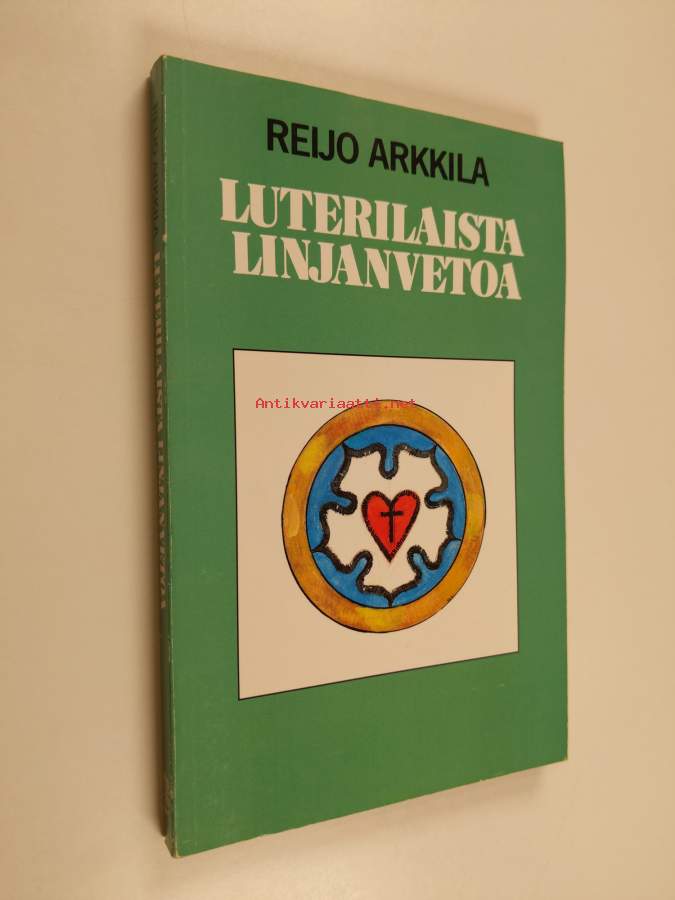 REIJO ARKKILA
LUTERILAISTA
LINJANVETOA
Antikvariaatti.net